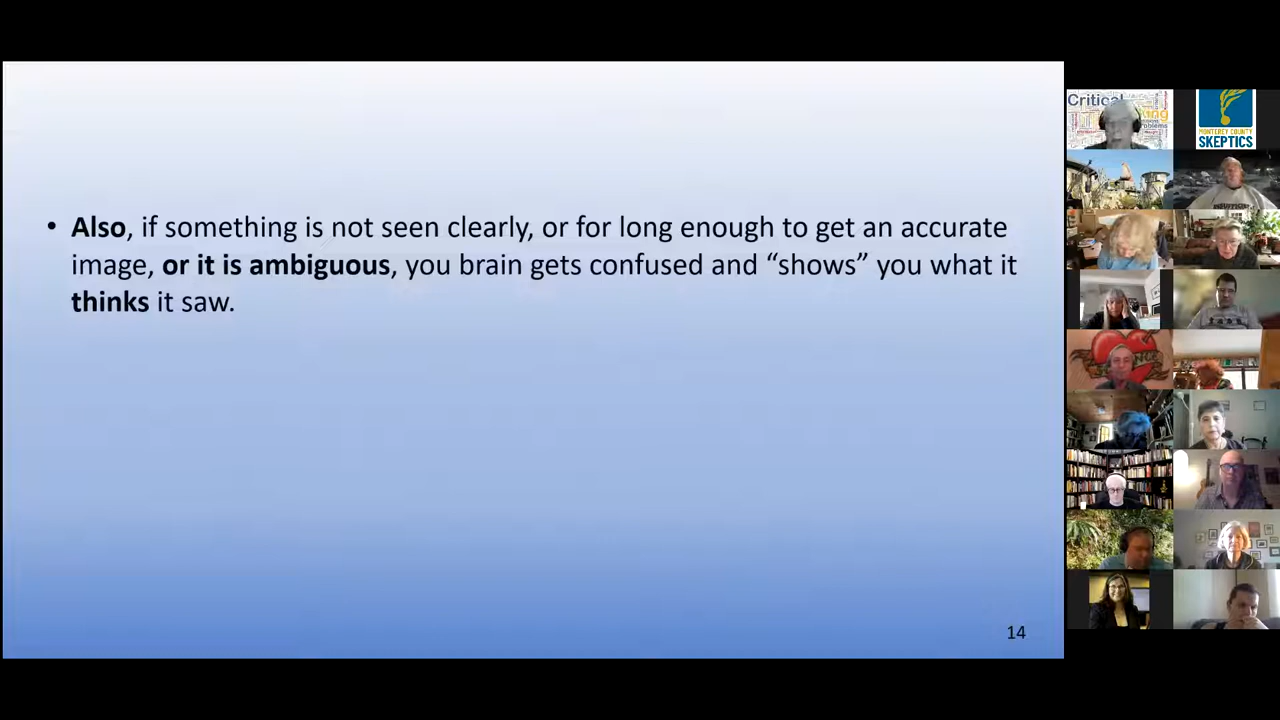 • Also, if something is not seen clearly, or for long enough to get an accurate
image, or it is ambiguous, you brain gets confused and “shows” you what it
thinks it saw.
14
Critical
MONTEREY COUNTY
SKEPTICS